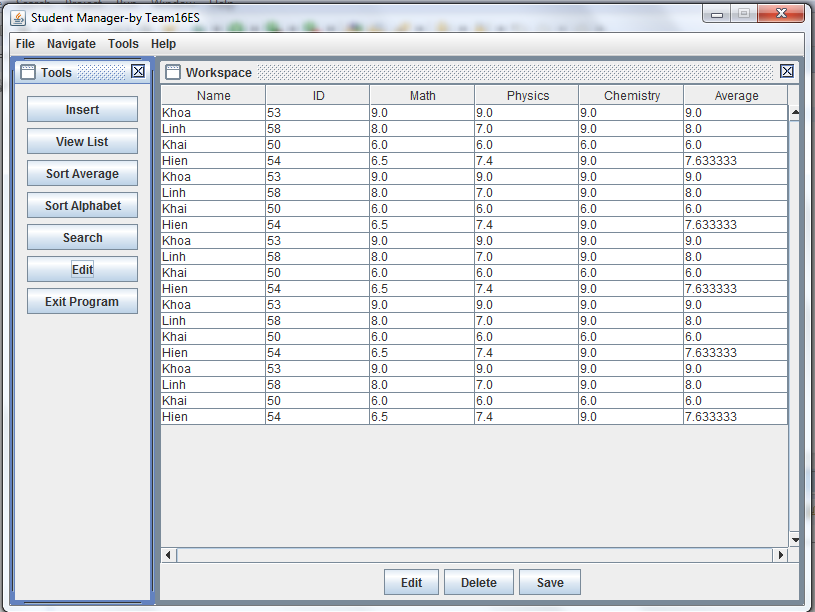 Student Manager-by Team16ES
File Navigate Tools Help
Tools
Insert
View List
Sort Average
Sort Alphabet
Search
Edit
Exit Program
Workspace
Name ID Math Physics Chemistry Average
Khoa 53 9.0 9.0 9.0 9.0
Linh 58 8.0 7.0 9.0 8.0
Khai 50 6.0 6.0 6.0 6.0
Hien 54 6.5 7.4 9.0 7.633333
Khoa 53 9.0 9.0 9.0 9.0
Linh 58 8.0 7.0 9.0 8.0
Khai 50 6.0 6.0 6.0 6.0
Hien 54 6.5 7.4 9.0 7.633333
Khoa 53 9.0 9.0 9.0 9.0
Linh 58 8.0 7.0 9.0 8.0
Khai 50 6.0 6.0 6.0 6.0
Hien 54 6.5 7.4 9.0 7.633333
Khoa 53 9.0 9.0 9.0 9.0
Linh 58 8.0 7.0 9.0 8.0
Khai 50 6.0 6.0 6.0 6.0
Hien 54 6.5 7.4 9.0 7.633333
Khoa 53 9.0 9.0 9.0 9.0
Linh 58 8.0 7.0 9.0 8.0
Khai 50 6.0 6.0 6.0 6.0
Hien 54 6.5 7.4 9.0 7.633333
Edit Delete Save